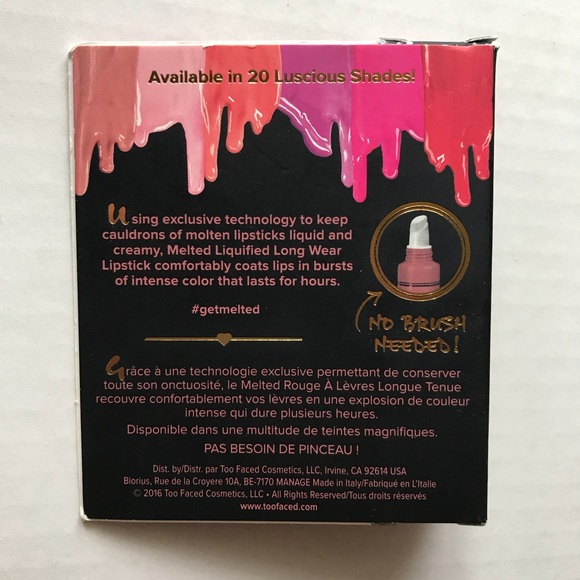 Available in 20 Luscious Shades!
Using exclusive technology to keep
cauldrons of molten lipsticks liquid and
creamy, Melted Liquified Long Wear
Lipstick comfortably coats lips in bursts
of intense color that lasts for hours.
#getmelted
NO BRUSH
NEEDED!
Grâce à une technologie exclusive permettant de conserver
toute son onctuosité, le Melted Rouge À Lèvres Longue Tenue
recouvre confortablement vos lèvres en une explosion de couleur
intense qui dure plusieurs heures.
Disponible dans une multitude de teintes magnifiques.
PAS BESOIN DE PINCEAU !
Dist. by/Distr. par Too Faced Cosmetics, LLC, Irvine, CA 92614 USA
Biorius, Rue de la Croyere 10A, BE-7170 MANAGE Made in Italy/Fabriqué en L'Italie
© 2016 Too Faced Cosmetics, LLC • All Rights Reserved/Tous droits réservés
www.toofaced.com